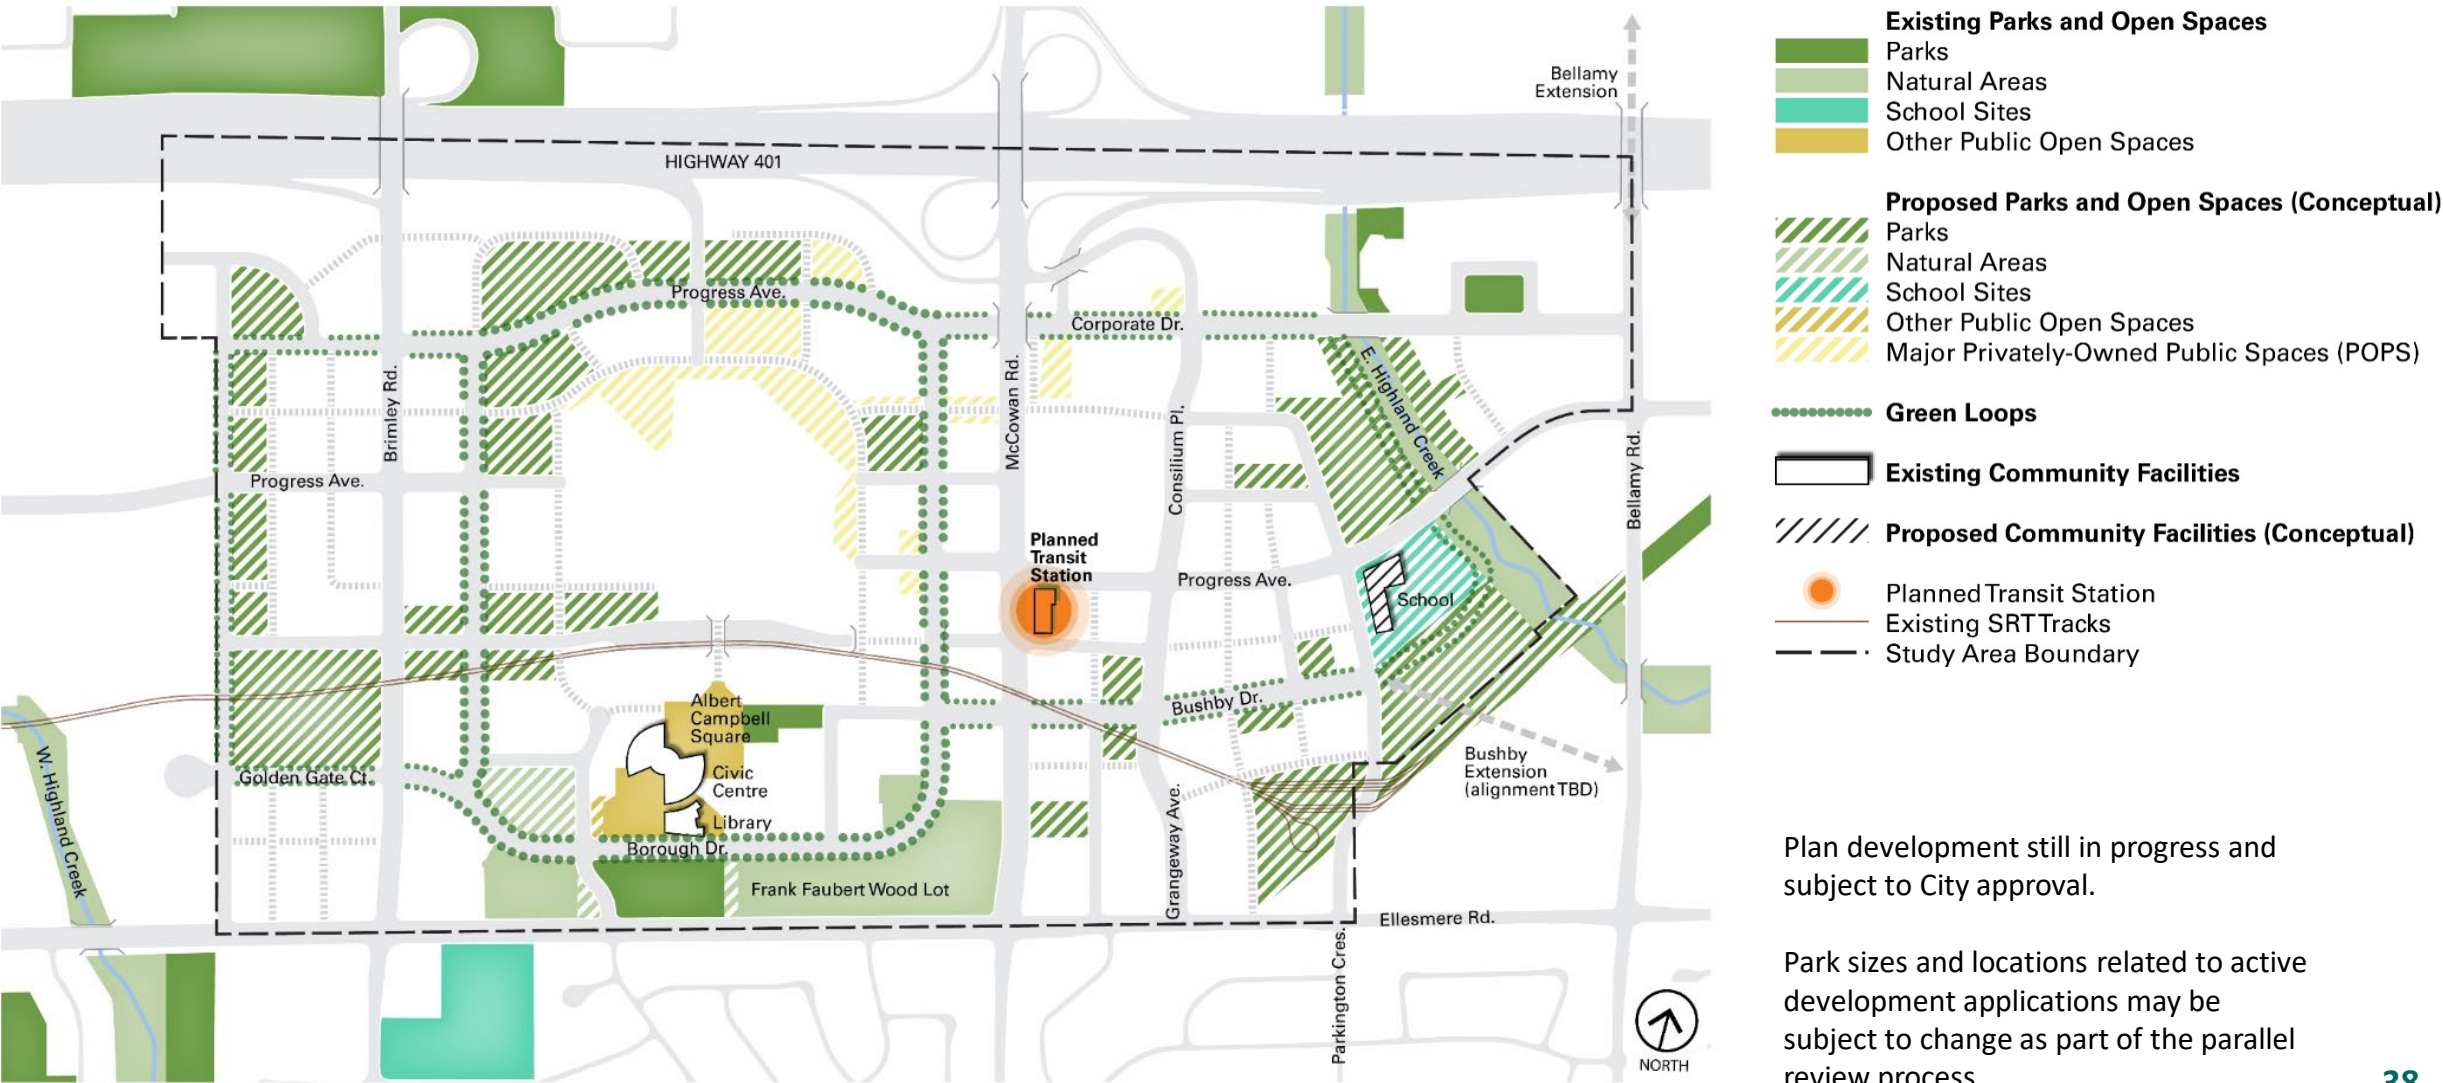 Bellamy
Extension
HIGHWAY 401
Progress Ave.
Corporate Dr.
E. Highland Creek
Brimley Rd.
McCowan Rd.
Consilium Pl.
Bellamy Rd.
Progress Ave.
Planned
Transit
Station
Progress Ave.
School
Albert
Campbell
Square
Bushby Dr.
Civic
Centre
Golden Gate Ct.
Library
Bushby
Extension
(alignment TBD)
W. Highland Creek
Borough Dr.
Frank Faubert Wood Lot
Grangeway Ave.
Ellesmere Rd.
Parkington Cres.
NORTH
Existing Parks and Open Spaces
Parks
Natural Areas
School Sites
Other Public Open Spaces
Proposed Parks and Open Spaces (Conceptual)
Parks
Natural Areas
School Sites
Other Public Open Spaces
Major Privately-Owned Public Spaces (POPS)
Green Loops
Existing Community Facilities
Proposed Community Facilities (Conceptual)
Planned Transit Station
Existing SRT Tracks
Study Area Boundary
Plan development still in progress and
subject to City approval.
Park sizes and locations related to active
development applications may be
subject to change as part of the parallel
review process
38